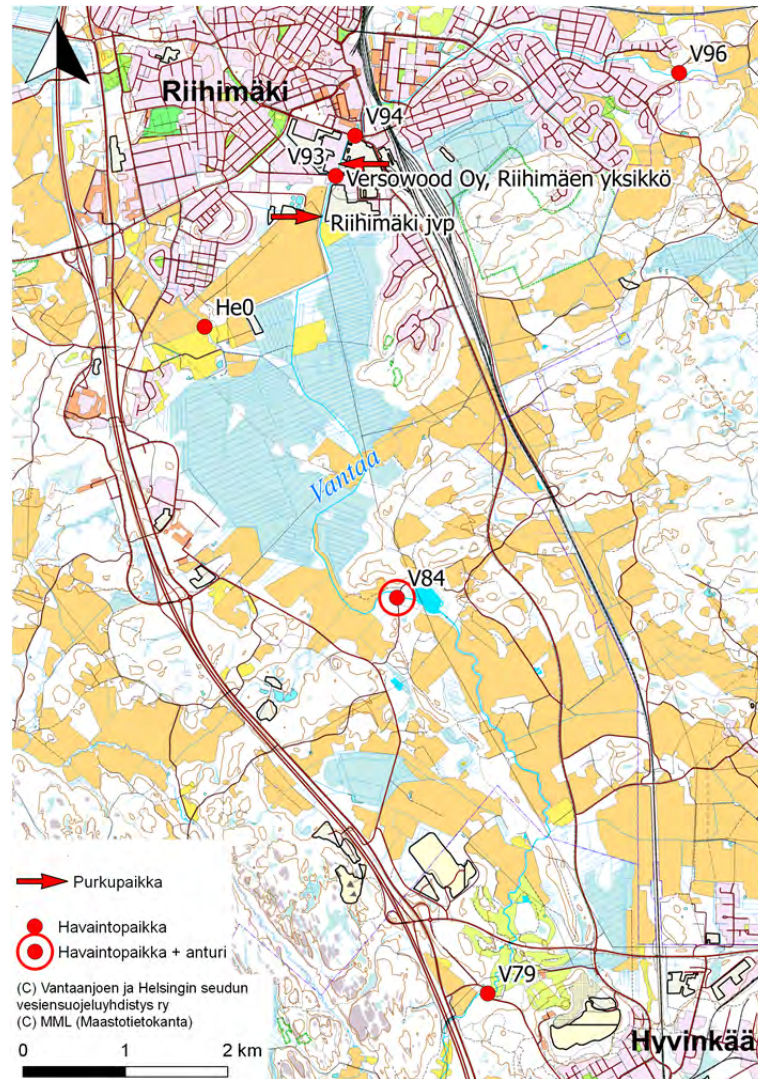 V96
Riihimäki
V94
V93
Versowood Oy, Riihimäen yksikkö
Riihimäki jvp
He0
Vantaa
V84
Purkupaikka
Havaintopaikka
Havaintopaikka + anturi
(C) Vantaanjoen ja Helsingin seudun
vesiensuojeluyhdistys ry
(C) MML (Maastotietokanta)
0 1 2 km
V79
Hyvinkää